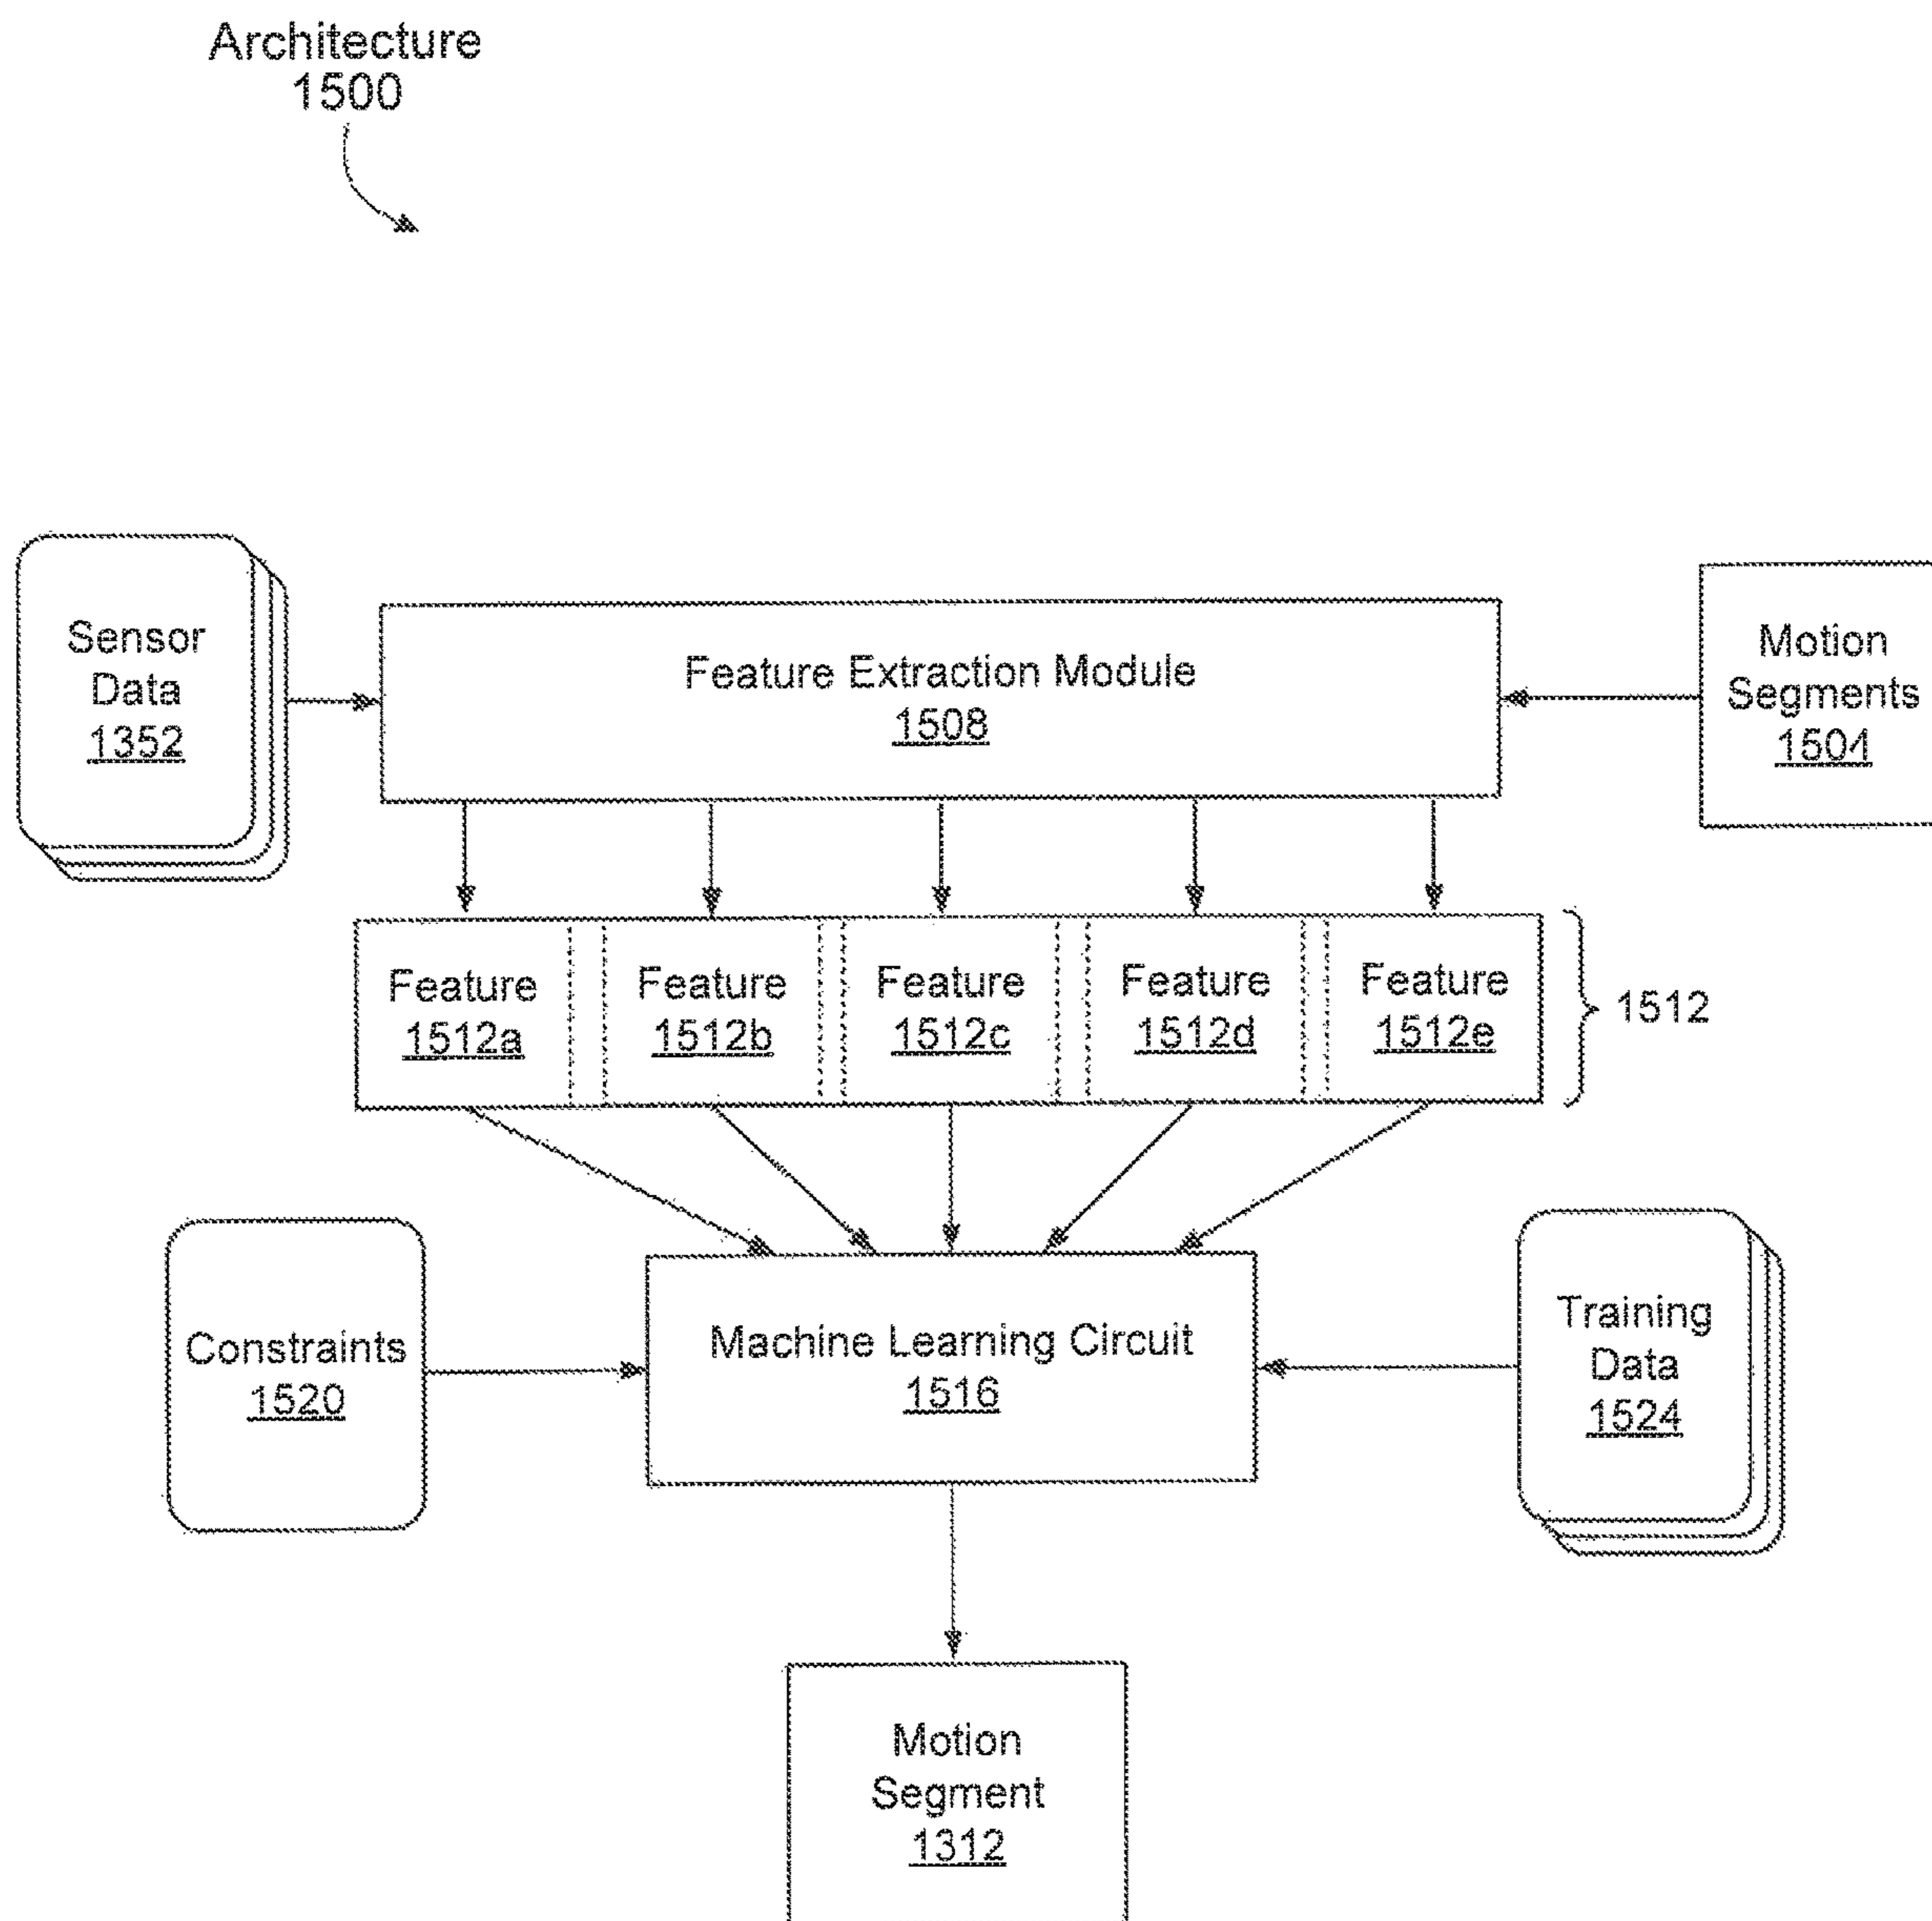 Architecture
1500
Sensor
Data
1352
Feature Extraction Module
1508
Motion
Segments
1504
Feature
1512a
Feature
1512b
Feature
1512c
Feature
1512d
Feature
1512e
1512
Constraints
1520
Machine Learning Circuit
1516
Training
Data
1524
Motion
Segment
1312